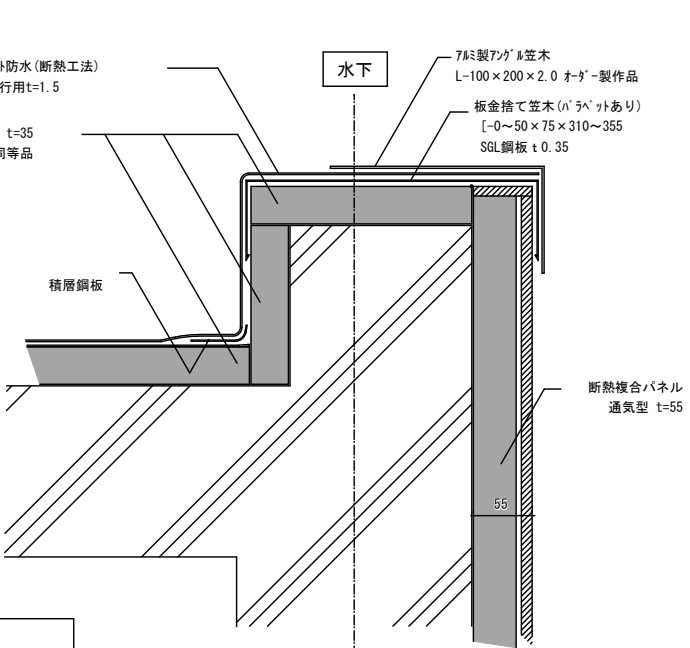 ﾄ防水(断熱工法)
行用t=1.5
t=35
同等品
積層鋼板
水下
ｱﾙﾐ製ｱﾝｸﾞﾙ笠木
L-100×200×2.0 ｵｰﾀﾞｰ製作品
板金捨て笠木(ﾊﾟﾗﾍﾟｯﾄあり)
[-0～50×75×310～355
SGL鋼板 t0.35
断熱複合パネル
通気型 t=55
55